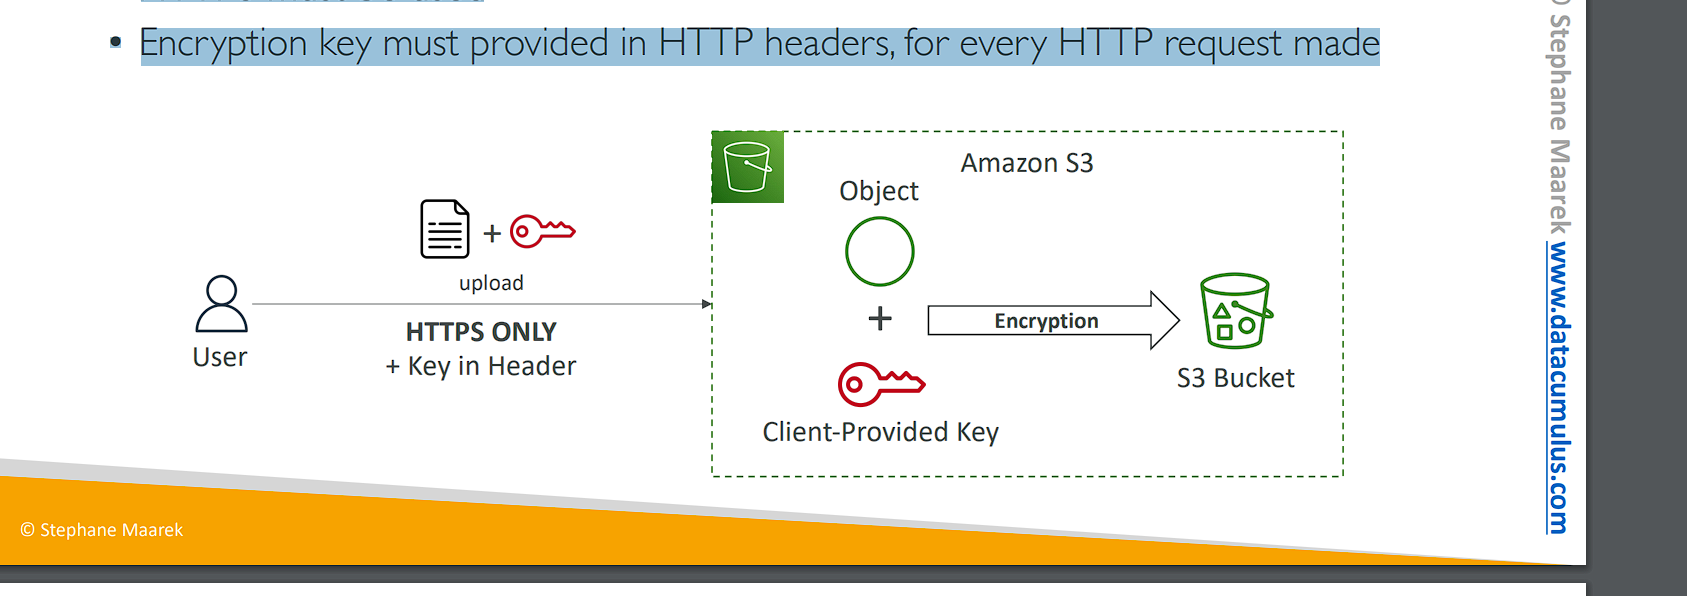 • Encryption key must provided in HTTP headers, for every HTTP request made
Amazon S3
Object
+
upload
HTTPS ONLY
+ Key in Header
User
+
Encryption
S3 Bucket
Client-Provided Key
© Stephane Maarek
© Stephane Maarek www.datacumulus.com